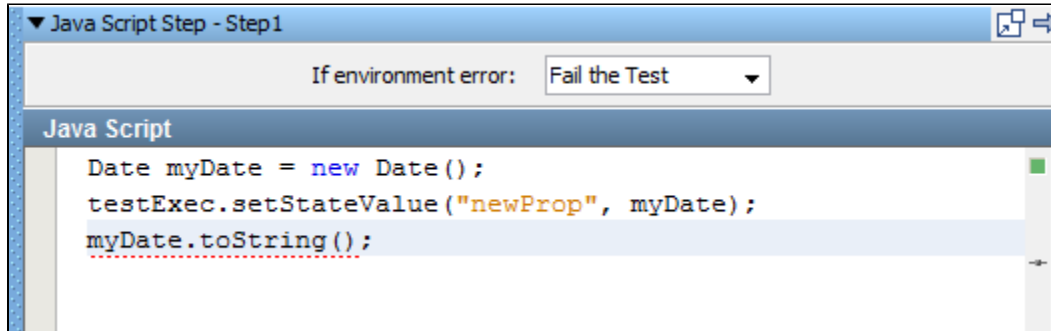 Java Script Step - Step1
If environment error: Fail the Test
Java Script
Date myDate = new Date();
testExec.setStateValue("newProp", myDate);
myDate.toString();